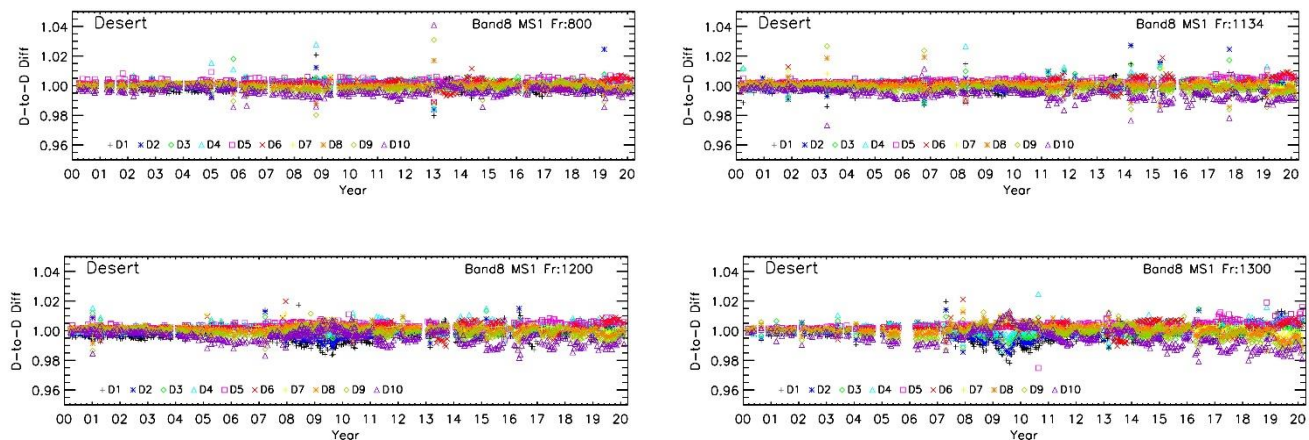 Desert Band8 MS1 Fr:800
1.04
1.02
1.00
0.98
0.96
D-to-D Diff
D1 D2 D3 D4 D5 D6 D7 D8 D9 D10
00 01 02 03 04 05 06 07 08 09 10 11 12 13 14 15 16 17 18 19 20
Year
Desert Band8 MS1 Fr:1134
1.04
1.02
1.00
0.98
0.96
D-to-D Diff
D1 D2 D3 D4 D5 D6 D7 D8 D9 D10
00 01 02 03 04 05 06 07 08 09 10 11 12 13 14 15 16 17 18 19 20
Year
Desert Band8 MS1 Fr:1200
1.04
1.02
1.00
0.98
0.96
D-to-D Diff
D1 D2 D3 D4 D5 D6 D7 D8 D9 D10
00 01 02 03 04 05 06 07 08 09 10 11 12 13 14 15 16 17 18 19 20
Year
Desert Band8 MS1 Fr:1300
1.04
1.02
1.00
0.98
0.96
D-to-D Diff
D1 D2 D3 D4 D5 D6 D7 D8 D9 D10
00 01 02 03 04 05 06 07 08 09 10 11 12 13 14 15 16 17 18 19 20
Year